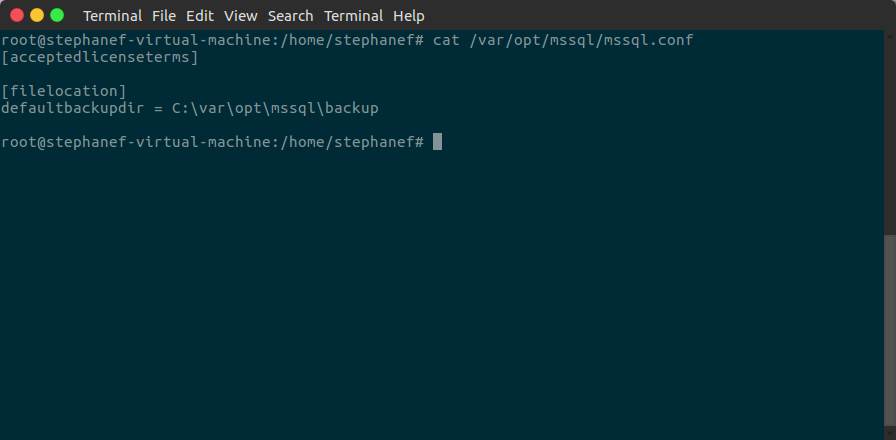 Terminal File Edit View Search Terminal Help
root@stephanef-virtual-machine:/home/stephanef# cat /var/opt/mssql/mssql.conf
[acceptedlicenseterms]
[filelocation]
defaultbackupdir = C:\var\opt\mssql\backup
root@stephanef-virtual-machine:/home/stephanef#